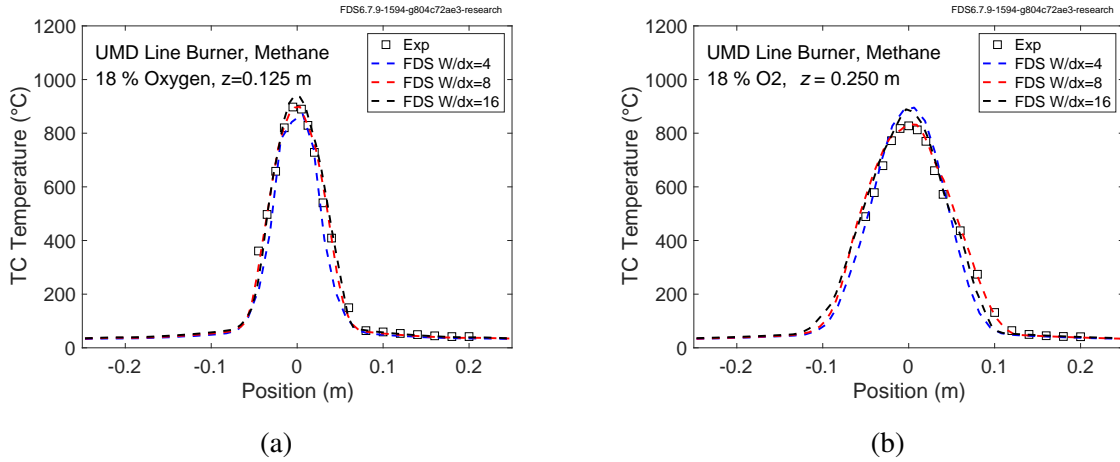 FDS6.7.9-1594-g804c72ae3-research
UMD Line Burner, Methane
18 % Oxygen, z=0.125 m
Exp
FDS W/dx=4
FDS W/dx=8
FDS W/dx=16
1200
1000
800
600
400
200
0
TC Temperature (°C)
-0.2
-0.1
0
0.1
0.2
Position (m)
(a)
FDS6.7.9-1594-g804c72ae3-research
UMD Line Burner, Methane
18 % O2, z = 0.250 m
Exp
FDS W/dx=4
FDS W/dx=8
FDS W/dx=16
1200
1000
800
600
400
200
0
TC Temperature (°C)
-0.2
-0.1
0
0.1
0.2
Position (m)
(b)